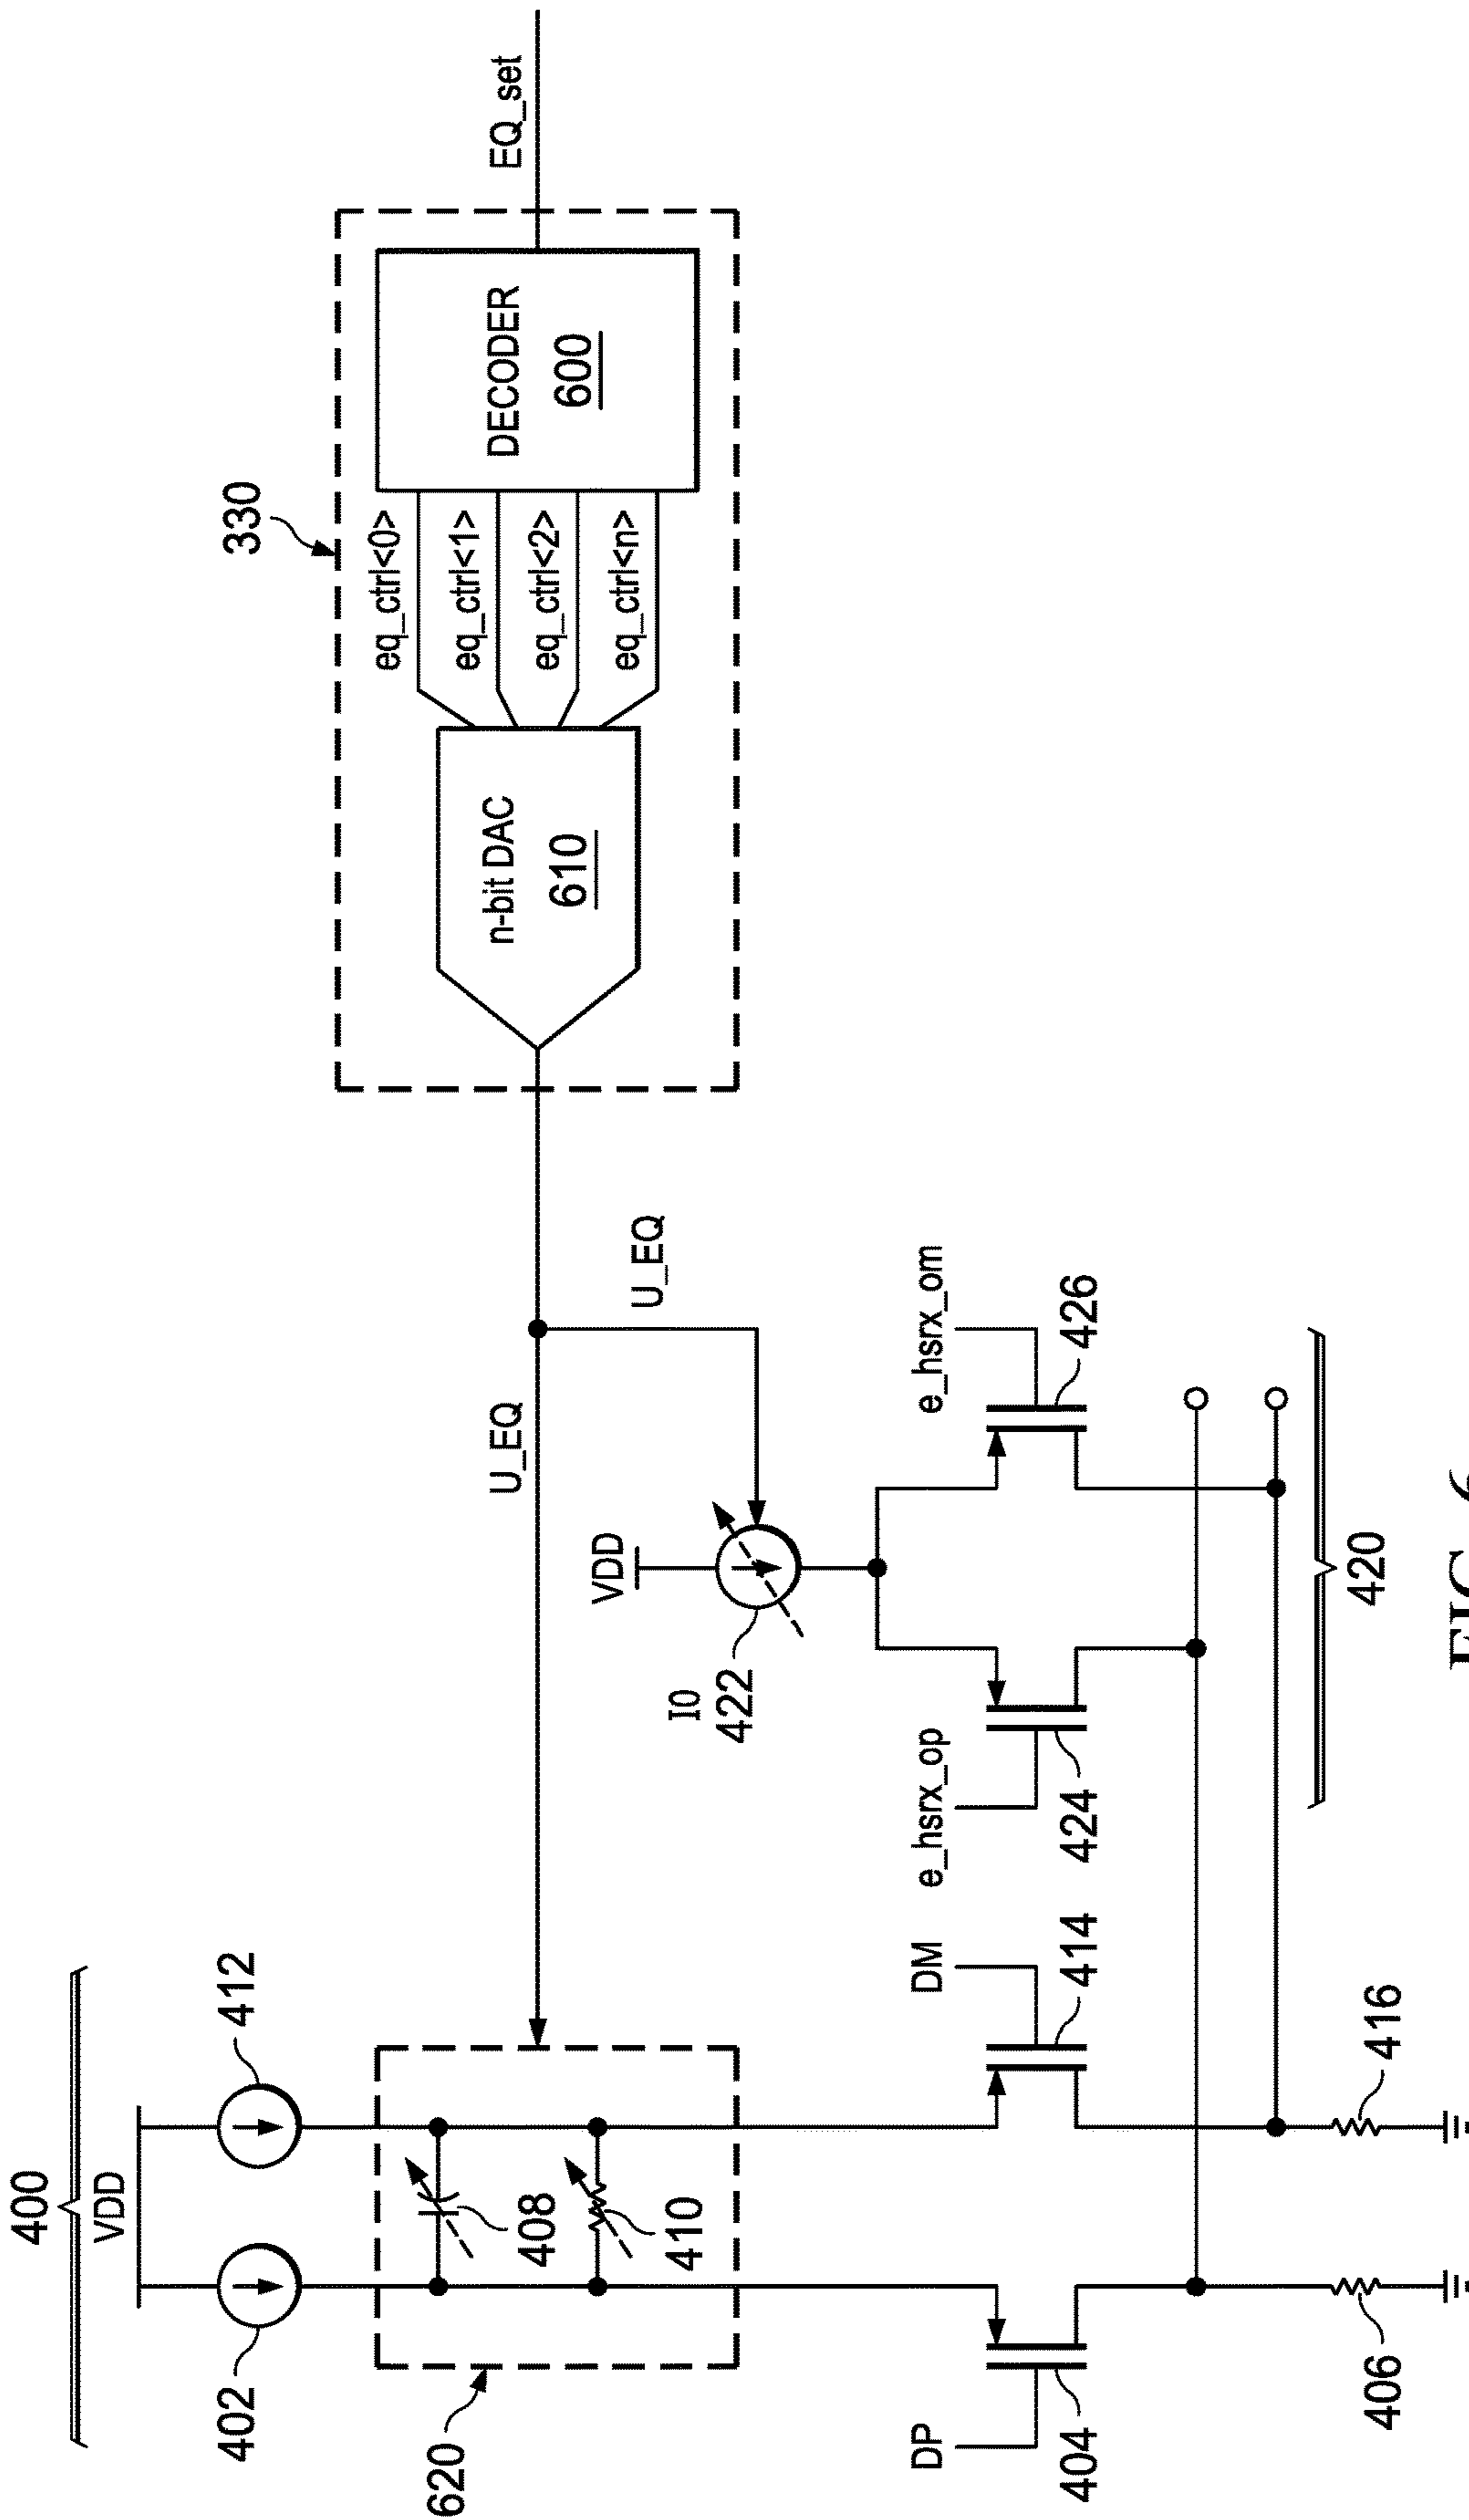 400
VDD
402
412
620
408
410
DP
404
DM
414
406
416
U_EQ
U_EQ
VDD
I0
422
e_hsrx_op
424
e_hsrx_om
426
420
330
n-bit DAC
610
eq_ctrl<0>
eq_ctrl<1>
eq_ctrl<2>
eq_ctrl<n>
DECODER
600
EQ_set